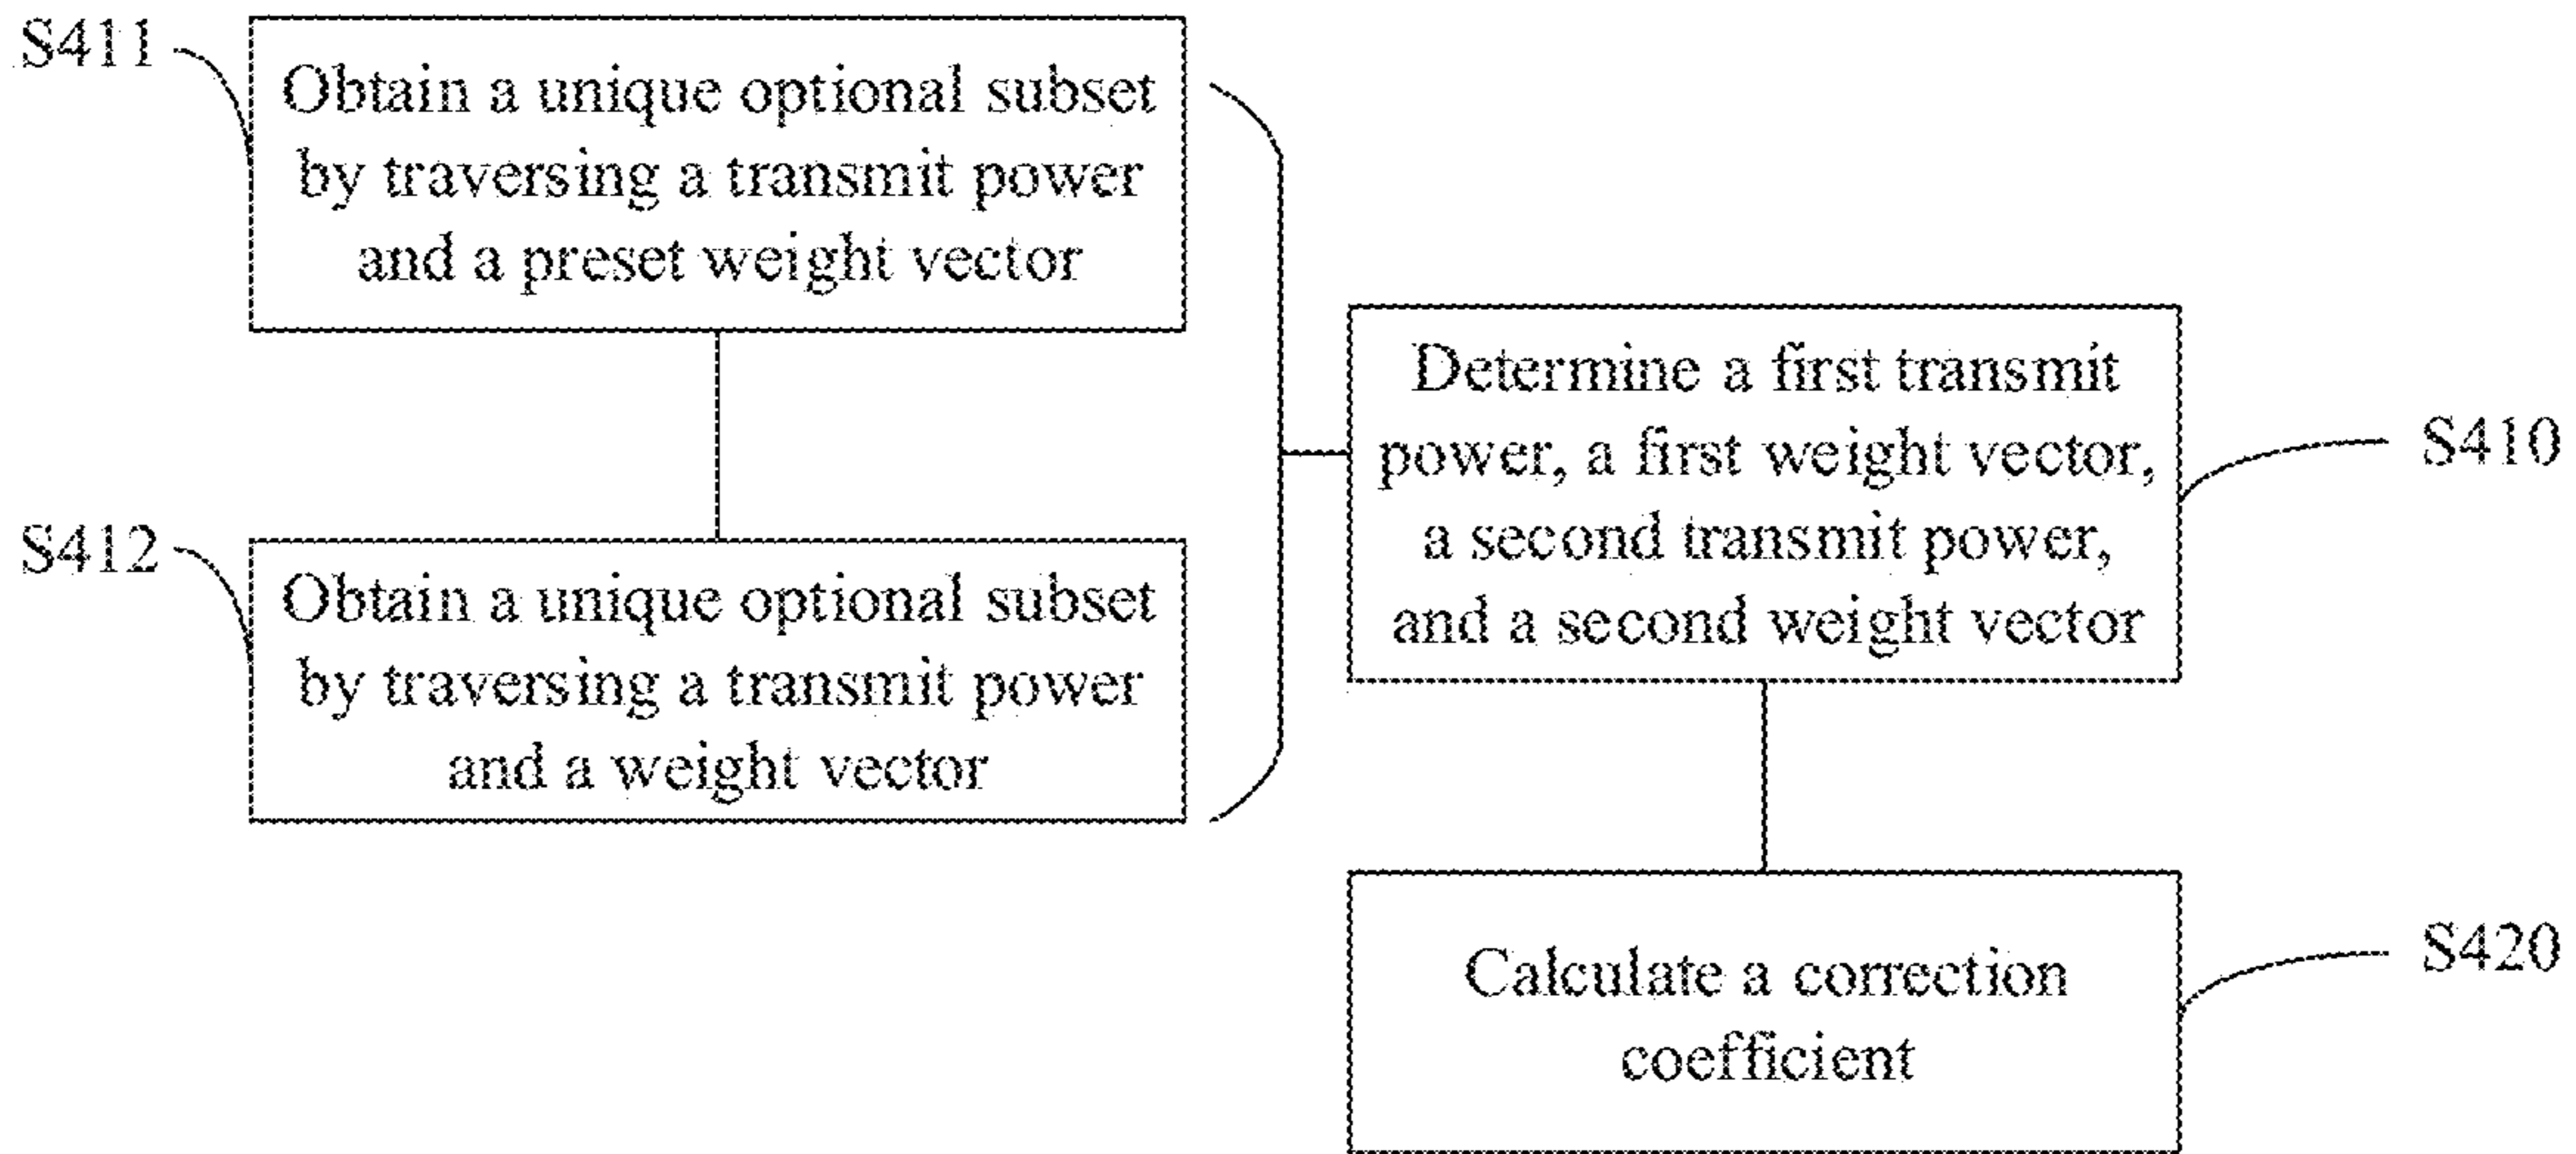 S411
Obtain a unique optional subset
by traversing a transmit power
and a preset weight vector
S412
Obtain a unique optional subset
by traversing a transmit power
and a weight vector
Determine a first transmit
power, a first weight vector,
a second transmit power,
and a second weight vector
S410
Calculate a correction
coefficient
S420